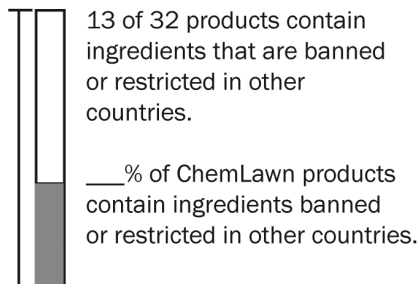 13 of 32 products contain
ingredients that are banned
or restricted in other
countries.
___% of ChemLawn products
contain ingredients banned
or restricted in other countries.